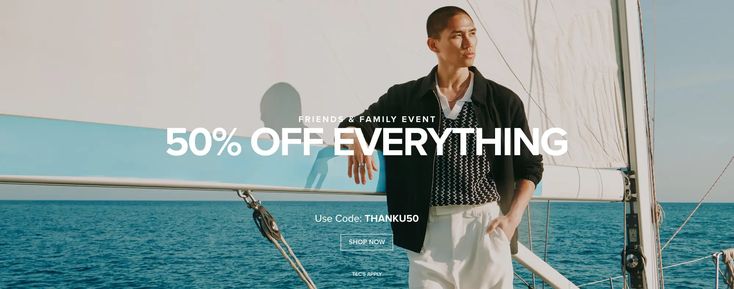 FRIENDS & FAMILY EVENT
50% OFF EVERYTHING
Use Code: THANKU50
SHOP NOW
T&C'S APPLY